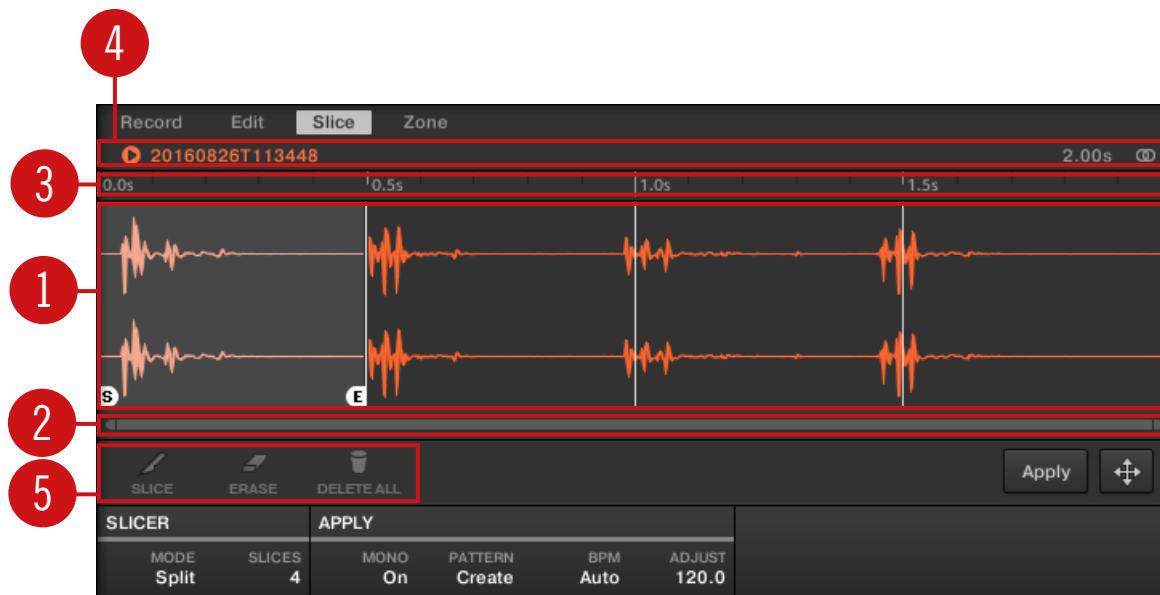 4
Record Edit Slice Zone
20160826T113448 2.00s
3
0.0s 0.5s 1.0s 1.5s
1
S E
2
SLICE ERASE DELETE ALL Apply
5
SLICER APPLY
MODE SLICES MONO PATTERN BPM ADJUST
Split 4 On Create Auto 120.0